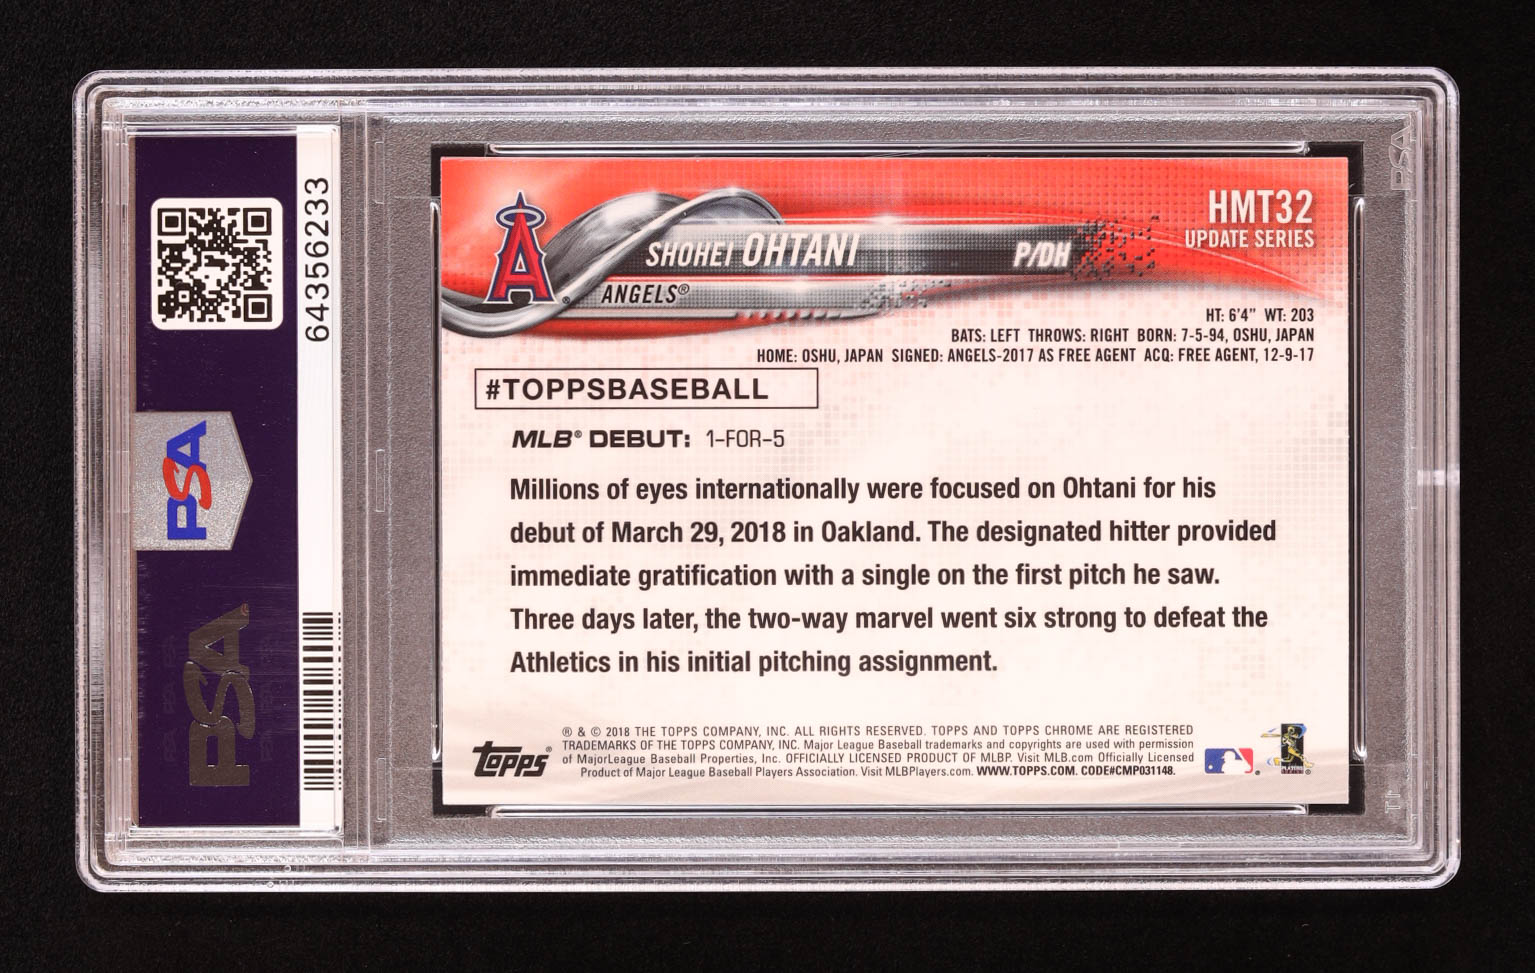 64356233
PSA
PSA
PSA
A
SHOHEI OHTANI
P/DH
ANGELS®
HMT32
UPDATE SERIES
HT: 6'4" WT: 203
BATS: LEFT THROWS: RIGHT BORN: 7-5-94, OSHU, JAPAN
HOME: OSHU, JAPAN SIGNED: ANGELS-2017 AS FREE AGENT ACQ: FREE AGENT, 12-9-17
#TOPPSBASEBALL
MLB® DEBUT: 1-FOR-5
Millions of eyes internationally were focused on Ohtani for his
debut of March 29, 2018 in Oakland. The designated hitter provided
immediate gratification with a single on the first pitch he saw.
Three days later, the two-way marvel went six strong to defeat the
Athletics in his initial pitching assignment.
topps®
® & © 2018 THE TOPPS COMPANY, INC. ALL RIGHTS RESERVED. TOPPS AND TOPPS CHROME ARE REGISTERED
TRADEMARKS OF THE TOPPS COMPANY, INC. Major League Baseball trademarks and copyrights are used with permission
of MajorLeague Baseball Properties, Inc. OFFICIALLY LICENSED PRODUCT OF MLBP. Visit MLB.com Officially Licensed
Product of Major League Baseball Players Association. Visit MLBPlayers.com. WWW.TOPPS.COM. CODE#CMP031148.